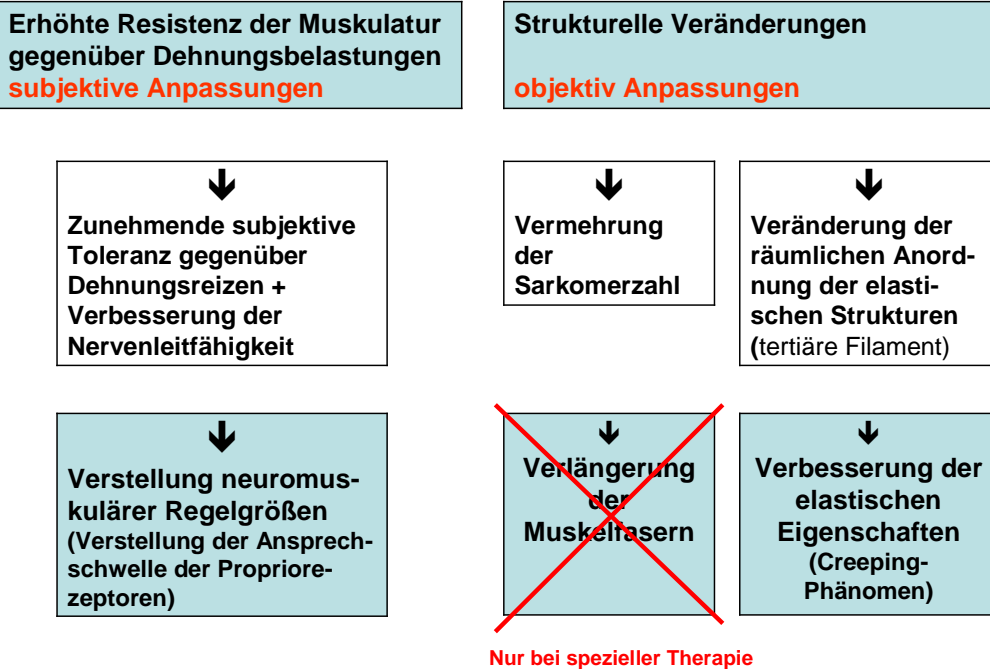 Erhöhte Resistenz der Muskulatur
gegenüber Dehnungsbelastungen
subjektive Anpassungen
Strukturelle Veränderungen
objektiv Anpassungen
Zunehmende subjektive
Toleranz gegenüber
Dehnungsreizen +
Verbesserung der
Nervenleitfähigkeit
Vermehrung
der
Sarkomerzahl
Veränderung der
räumlichen Anord-
nung der elasti-
schen Strukturen
(tertiäre Filament)
Verstellung neuromus-
kulärer Regelgrößen
(Verstellung der Ansprech-
schwelle der Propriore-
zeptoren)
Verlängerung
der
Muskelfasern
Verbesserung der
elastischen
Eigenschaften
(Creeping-
Phänomen)
Nur bei spezieller Therapie